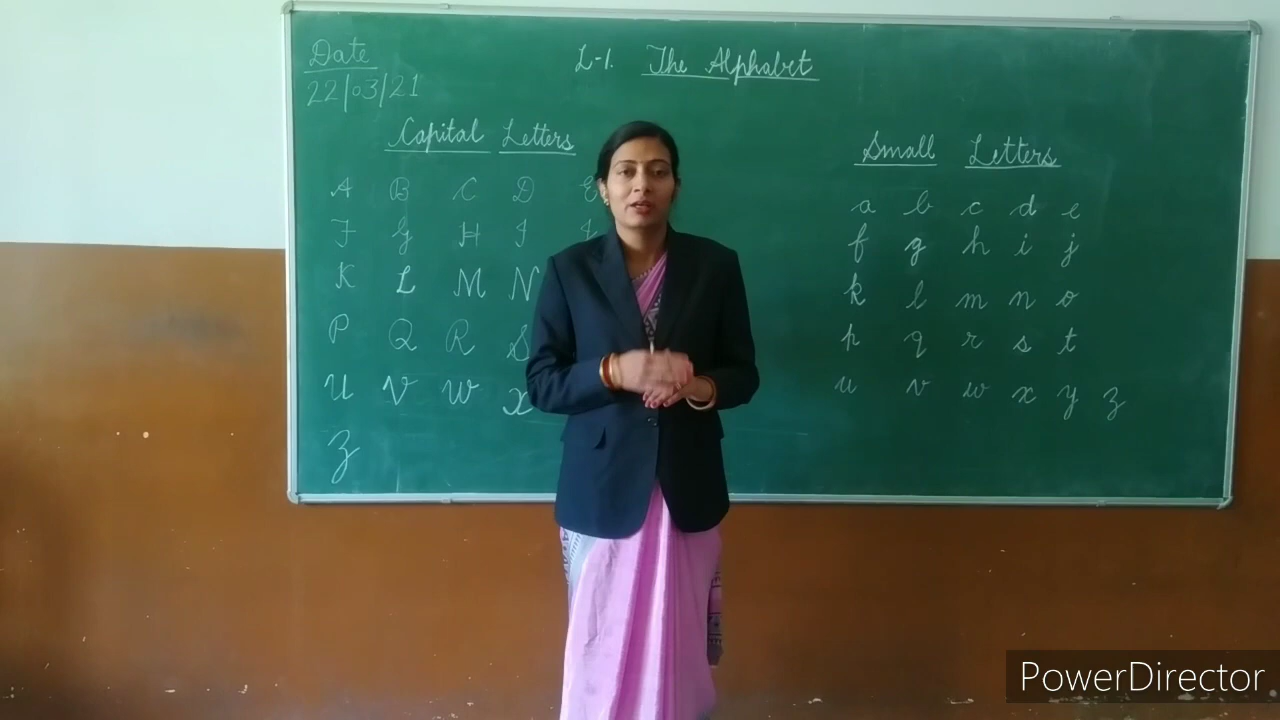 Date
22/03/21
L-1. The Alphabet
Capital Letters
A B C D E
F G H I J
K L M N
P Q R S
U V W X
Z
Small Letters
a b c d e
f g h i j
k l m n o
p q r s t
u v w x y z
PowerDirector